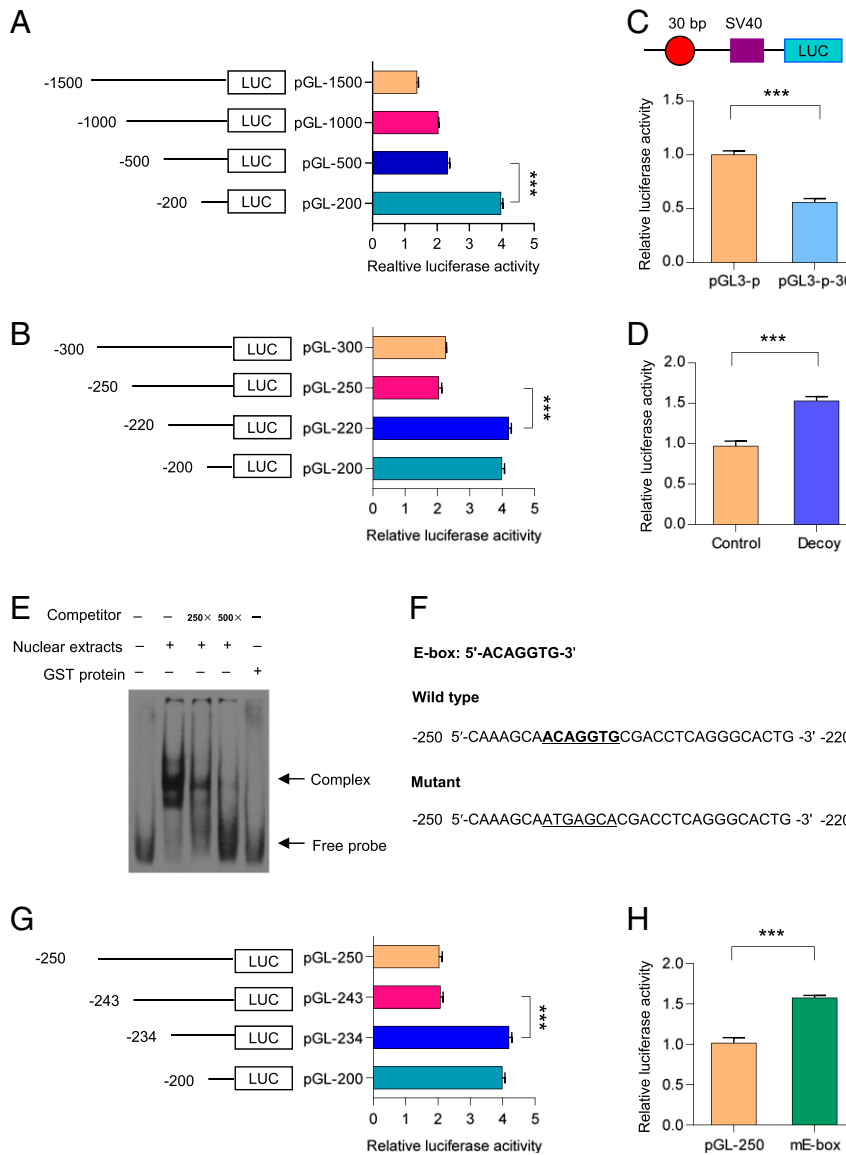 A
-1500 LUC pGL-1500
-1000 LUC pGL-1000
-500 LUC pGL-500
-200 LUC pGL-200
***
0 1 2 3 4 5
Realtive luciferase activity
B
-300 LUC pGL-300
-250 LUC pGL-250
-220 LUC pGL-220
-200 LUC pGL-200
***
0 1 2 3 4 5
Relative luciferase acitivity
C
30 bp SV40
LUC
***
Relative luciferase activity
1.5
1.0
0.5
0.0
pGL3-p pGL3-p-30
D
***
Relative luciferase activity
2.0
1.5
1.0
0.5
0.0
Control Decoy
E
Competitor – – 250× 500× –
Nuclear extracts – + + + –
GST protein – – – – +
Complex
Free probe
F
E-box: 5'-ACAGGTG-3'
Wild type
-250 5′-CAAAGCAACAGGTGCGACCTCAGGGCACTG -3' -220
Mutant
-250 5′-CAAAGCAATGAGCACGACCTCAGGGCACTG -3' -220
G
-250 LUC pGL-250
-243 LUC pGL-243
-234 LUC pGL-234
-200 LUC pGL-200
***
0 1 2 3 4 5
Relative luciferase acitivity
H
***
Relative luciferase activity
2.0
1.5
1.0
0.5
0.0
pGL-250 mE-box